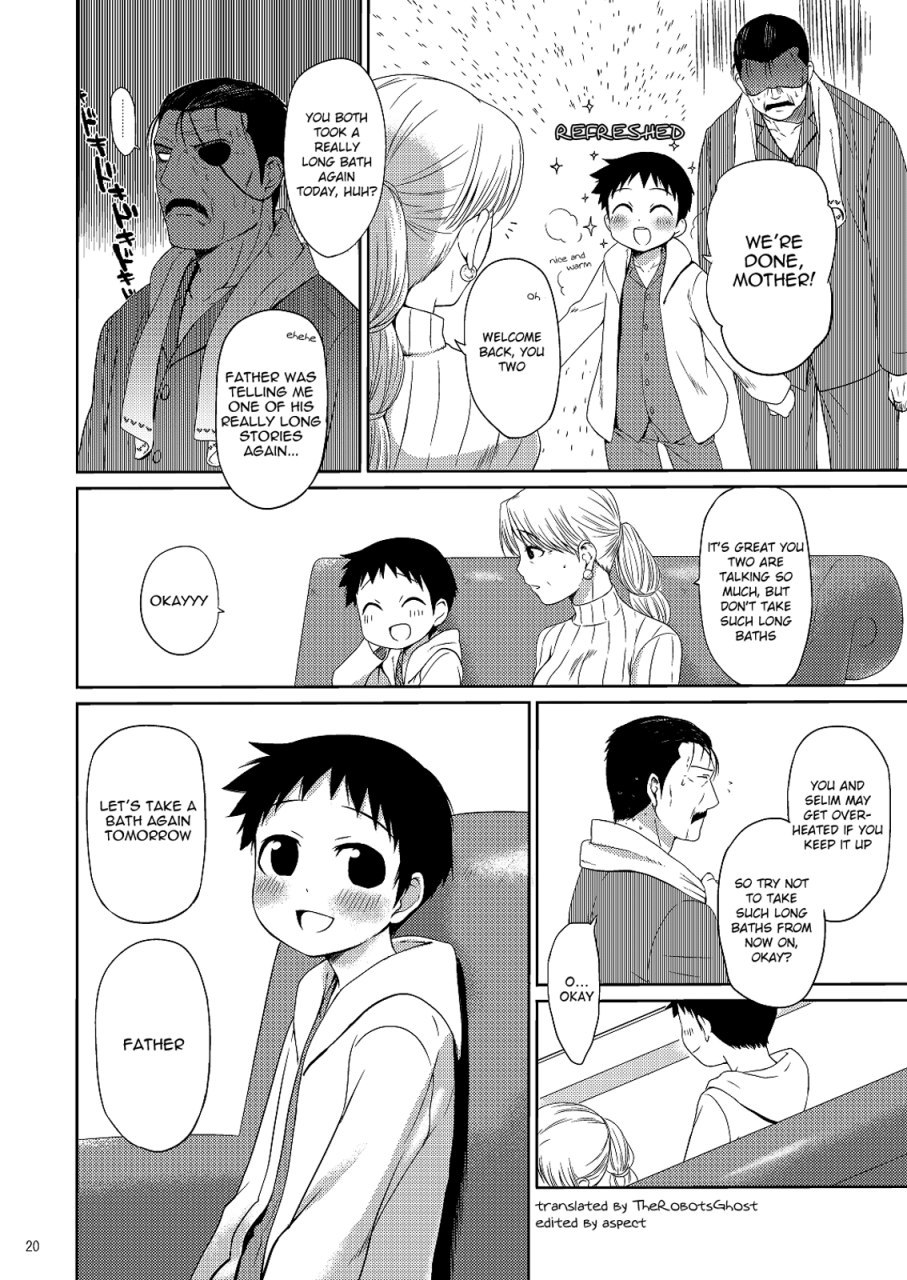 REFRESHED
WE'RE
DONE,
MOTHER!
nice and
warm
oh
WELCOME
BACK, YOU
TWO
YOU BOTH
TOOK A
REALLY
LONG BATH
AGAIN
TODAY, HUH?
ehehe
FATHER WAS
TELLING ME
ONE OF HIS
REALLY LONG
STORIES
AGAIN...
IT'S GREAT YOU
TWO ARE
TALKING SO
MUCH, BUT
DON'T TAKE
SUCH LONG
BATHS
OKAYYY
YOU AND
SELIM MAY
GET OVER-
HEATED IF YOU
KEEP IT UP
SO TRY NOT
TO TAKE
SUCH LONG
BATHS FROM
NOW ON,
OKAY?
O...
OKAY
LET'S TAKE A
BATH AGAIN
TOMORROW
FATHER
translated by TheRobotsGhost
edited by aspect
20